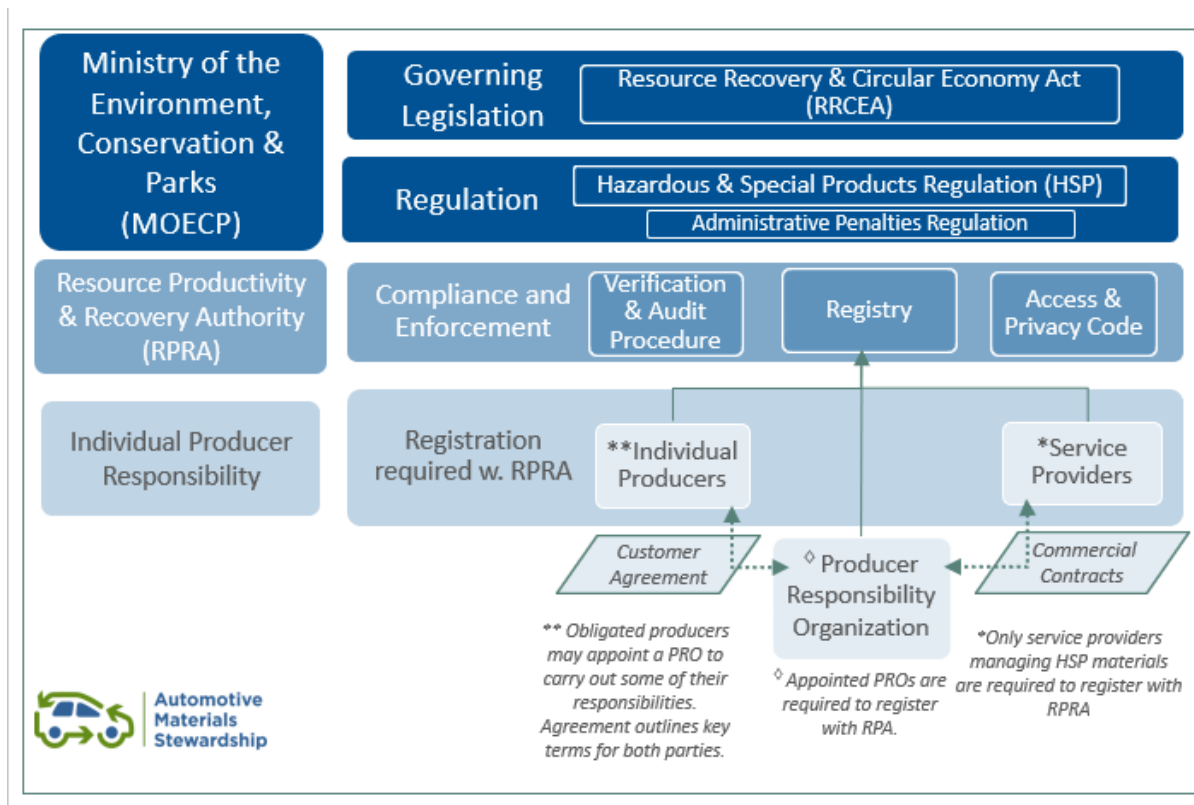 Ministry of the
Environment,
Conservation &
Parks
(MOECP)
Governing
Legislation
Resource Recovery & Circular Economy Act
(RRCEA)
Regulation
Hazardous & Special Products Regulation (HSP)
Administrative Penalties Regulation
Resource Productivity
& Recovery Authority
(RPRA)
Compliance and
Enforcement
Verification
& Audit
Procedure
Registry
Access &
Privacy Code
Individual Producer
Responsibility
Registration
required w. RPRA
**Individual
Producers
*Service
Providers
Customer
Agreement
◊ Producer
Responsibility
Organization
Commercial
Contracts
** Obligated producers
may appoint a PRO to
carry out some of their
responsibilities.
Agreement outlines key
terms for both parties.
◊ Appointed PROs are
required to register
with RPA.
*Only service providers
managing HSP materials
are required to register with
RPRA
Automotive
Materials
Stewardship